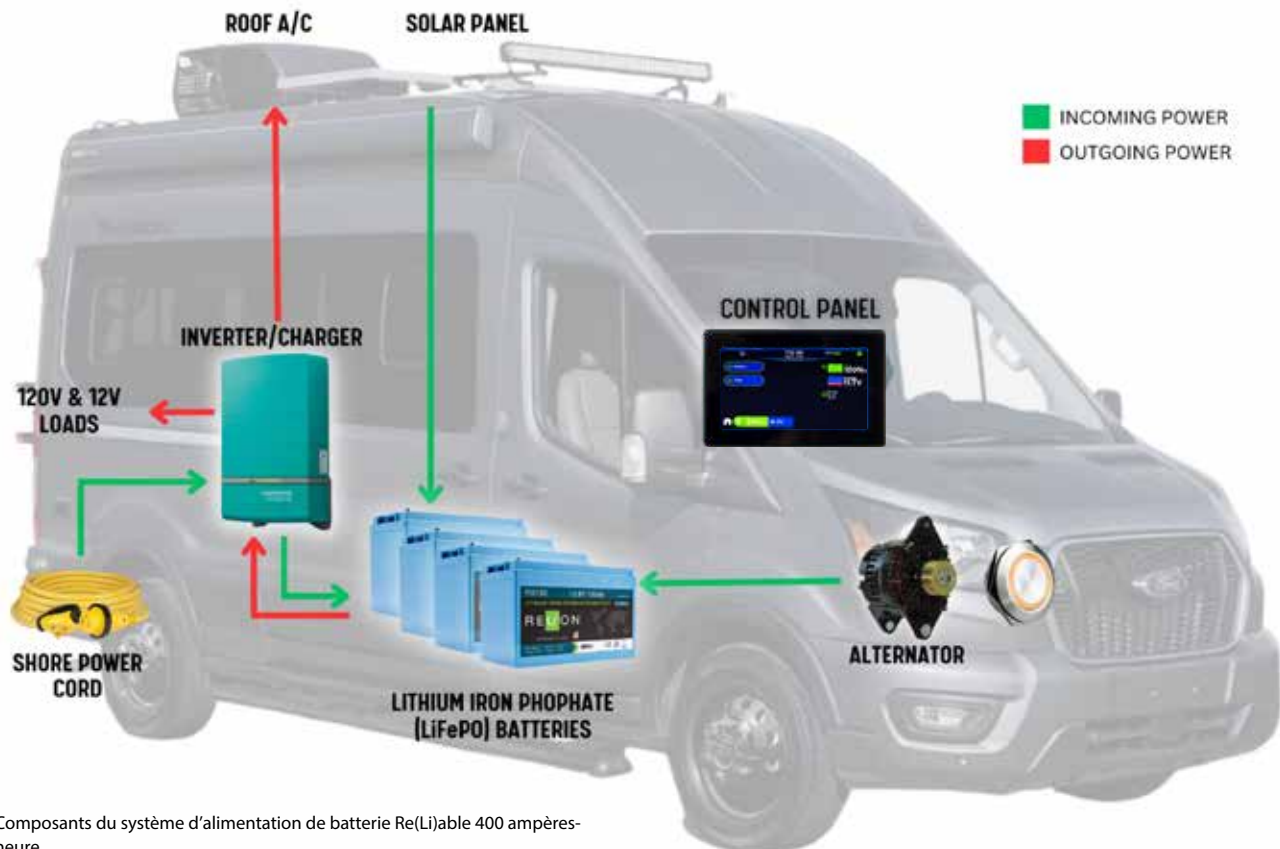 ROOF A/C
SOLAR PANEL
INCOMING POWER
OUTGOING POWER
CONTROL PANEL
INVERTER/CHARGER
120V & 12V
LOADS
RELiON
SHORE POWER
CORD
ALTERNATOR
LITHIUM IRON PHOPHATE
(LiFePO) BATTERIES
Composants du système d’alimentation de batterie Re(Li)able 400 ampères-
heure